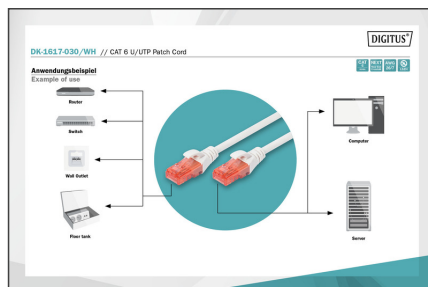 DIGITUS®
DK-1617-030/WH // CAT 6 U/UTP Patch Cord
Anwendungsbeispiel
Example of use
Router
Switch
Wall Outlet
Floor tank
Computer
Server